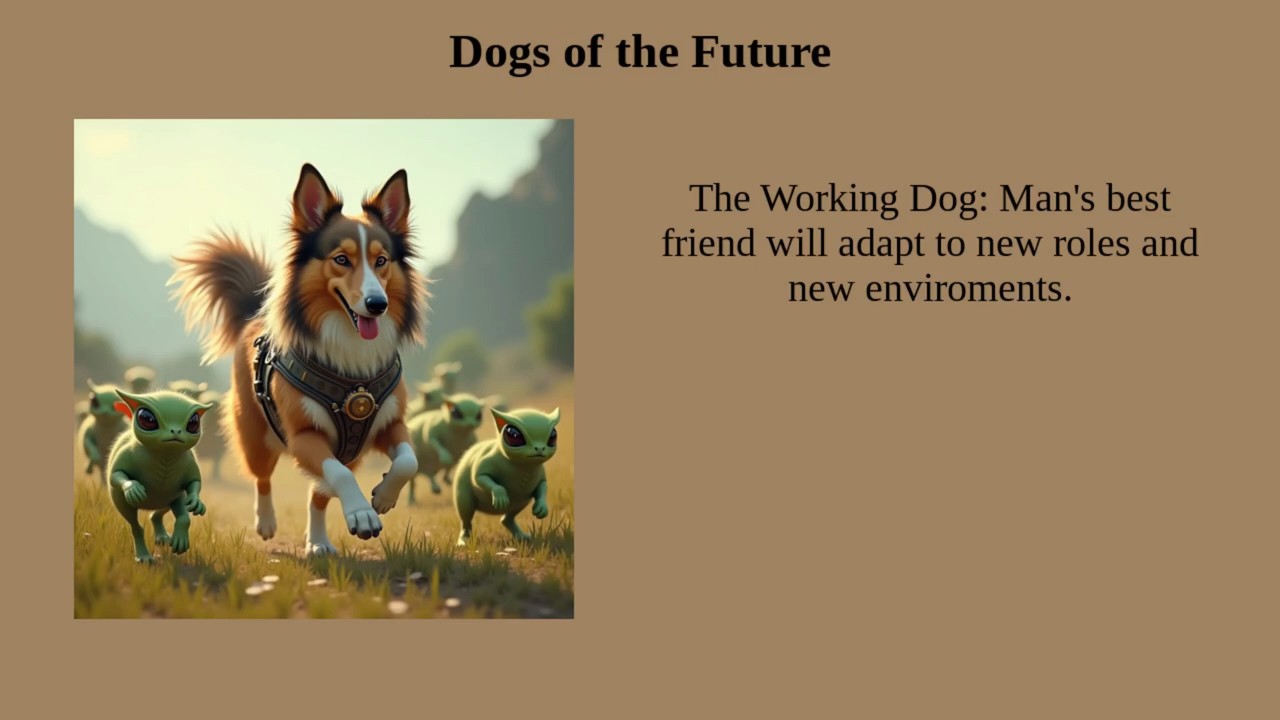 Dogs of the Future
The Working Dog: Man's best
friend will adapt to new roles and
new enviroments.